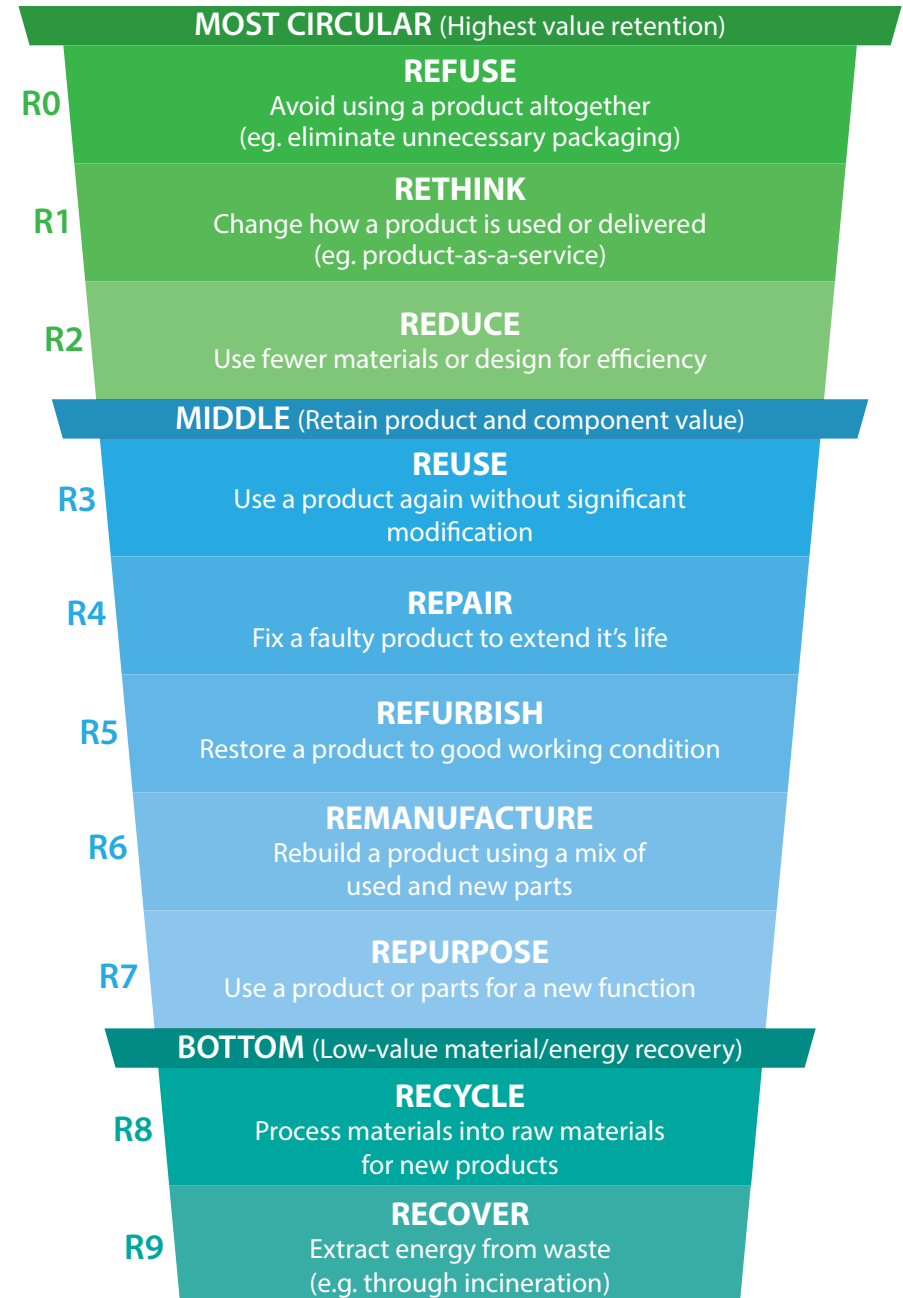 MOST CIRCULAR (Highest value retention)
R0
REFUSE
Avoid using a product altogether
(eg. eliminate unnecessary packaging)
R1
RETHINK
Change how a product is used or delivered
(eg. product-as-a-service)
R2
REDUCE
Use fewer materials or design for efficiency
MIDDLE (Retain product and component value)
R3
REUSE
Use a product again without significant
modification
R4
REPAIR
Fix a faulty product to extend it's life
R5
REFURBISH
Restore a product to good working condition
R6
REMANUFACTURE
Rebuild a product using a mix of
used and new parts
R7
REPURPOSE
Use a product or parts for a new function
BOTTOM (Low-value material/energy recovery)
R8
RECYCLE
Process materials into raw materials
for new products
R9
RECOVER
Extract energy from waste
(e.g. through incineration)